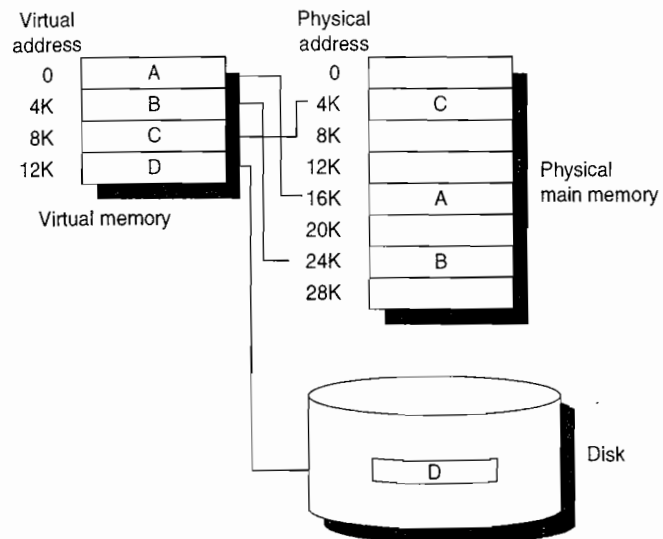 Virtual
address
0
A
4K
B
8K
C
12K
D
Virtual memory
Physical
address
0
4K
C
8K
12K
16K
A
20K
24K
B
28K
Physical
main memory
D
Disk